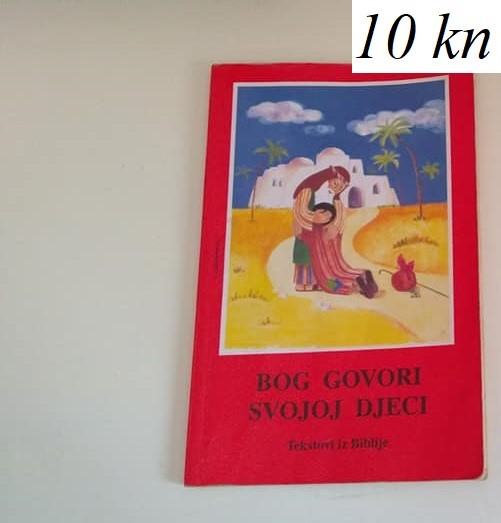 10 kn
BOG GOVORI
SVOJOJ DJECI
Tekstovi iz Biblije